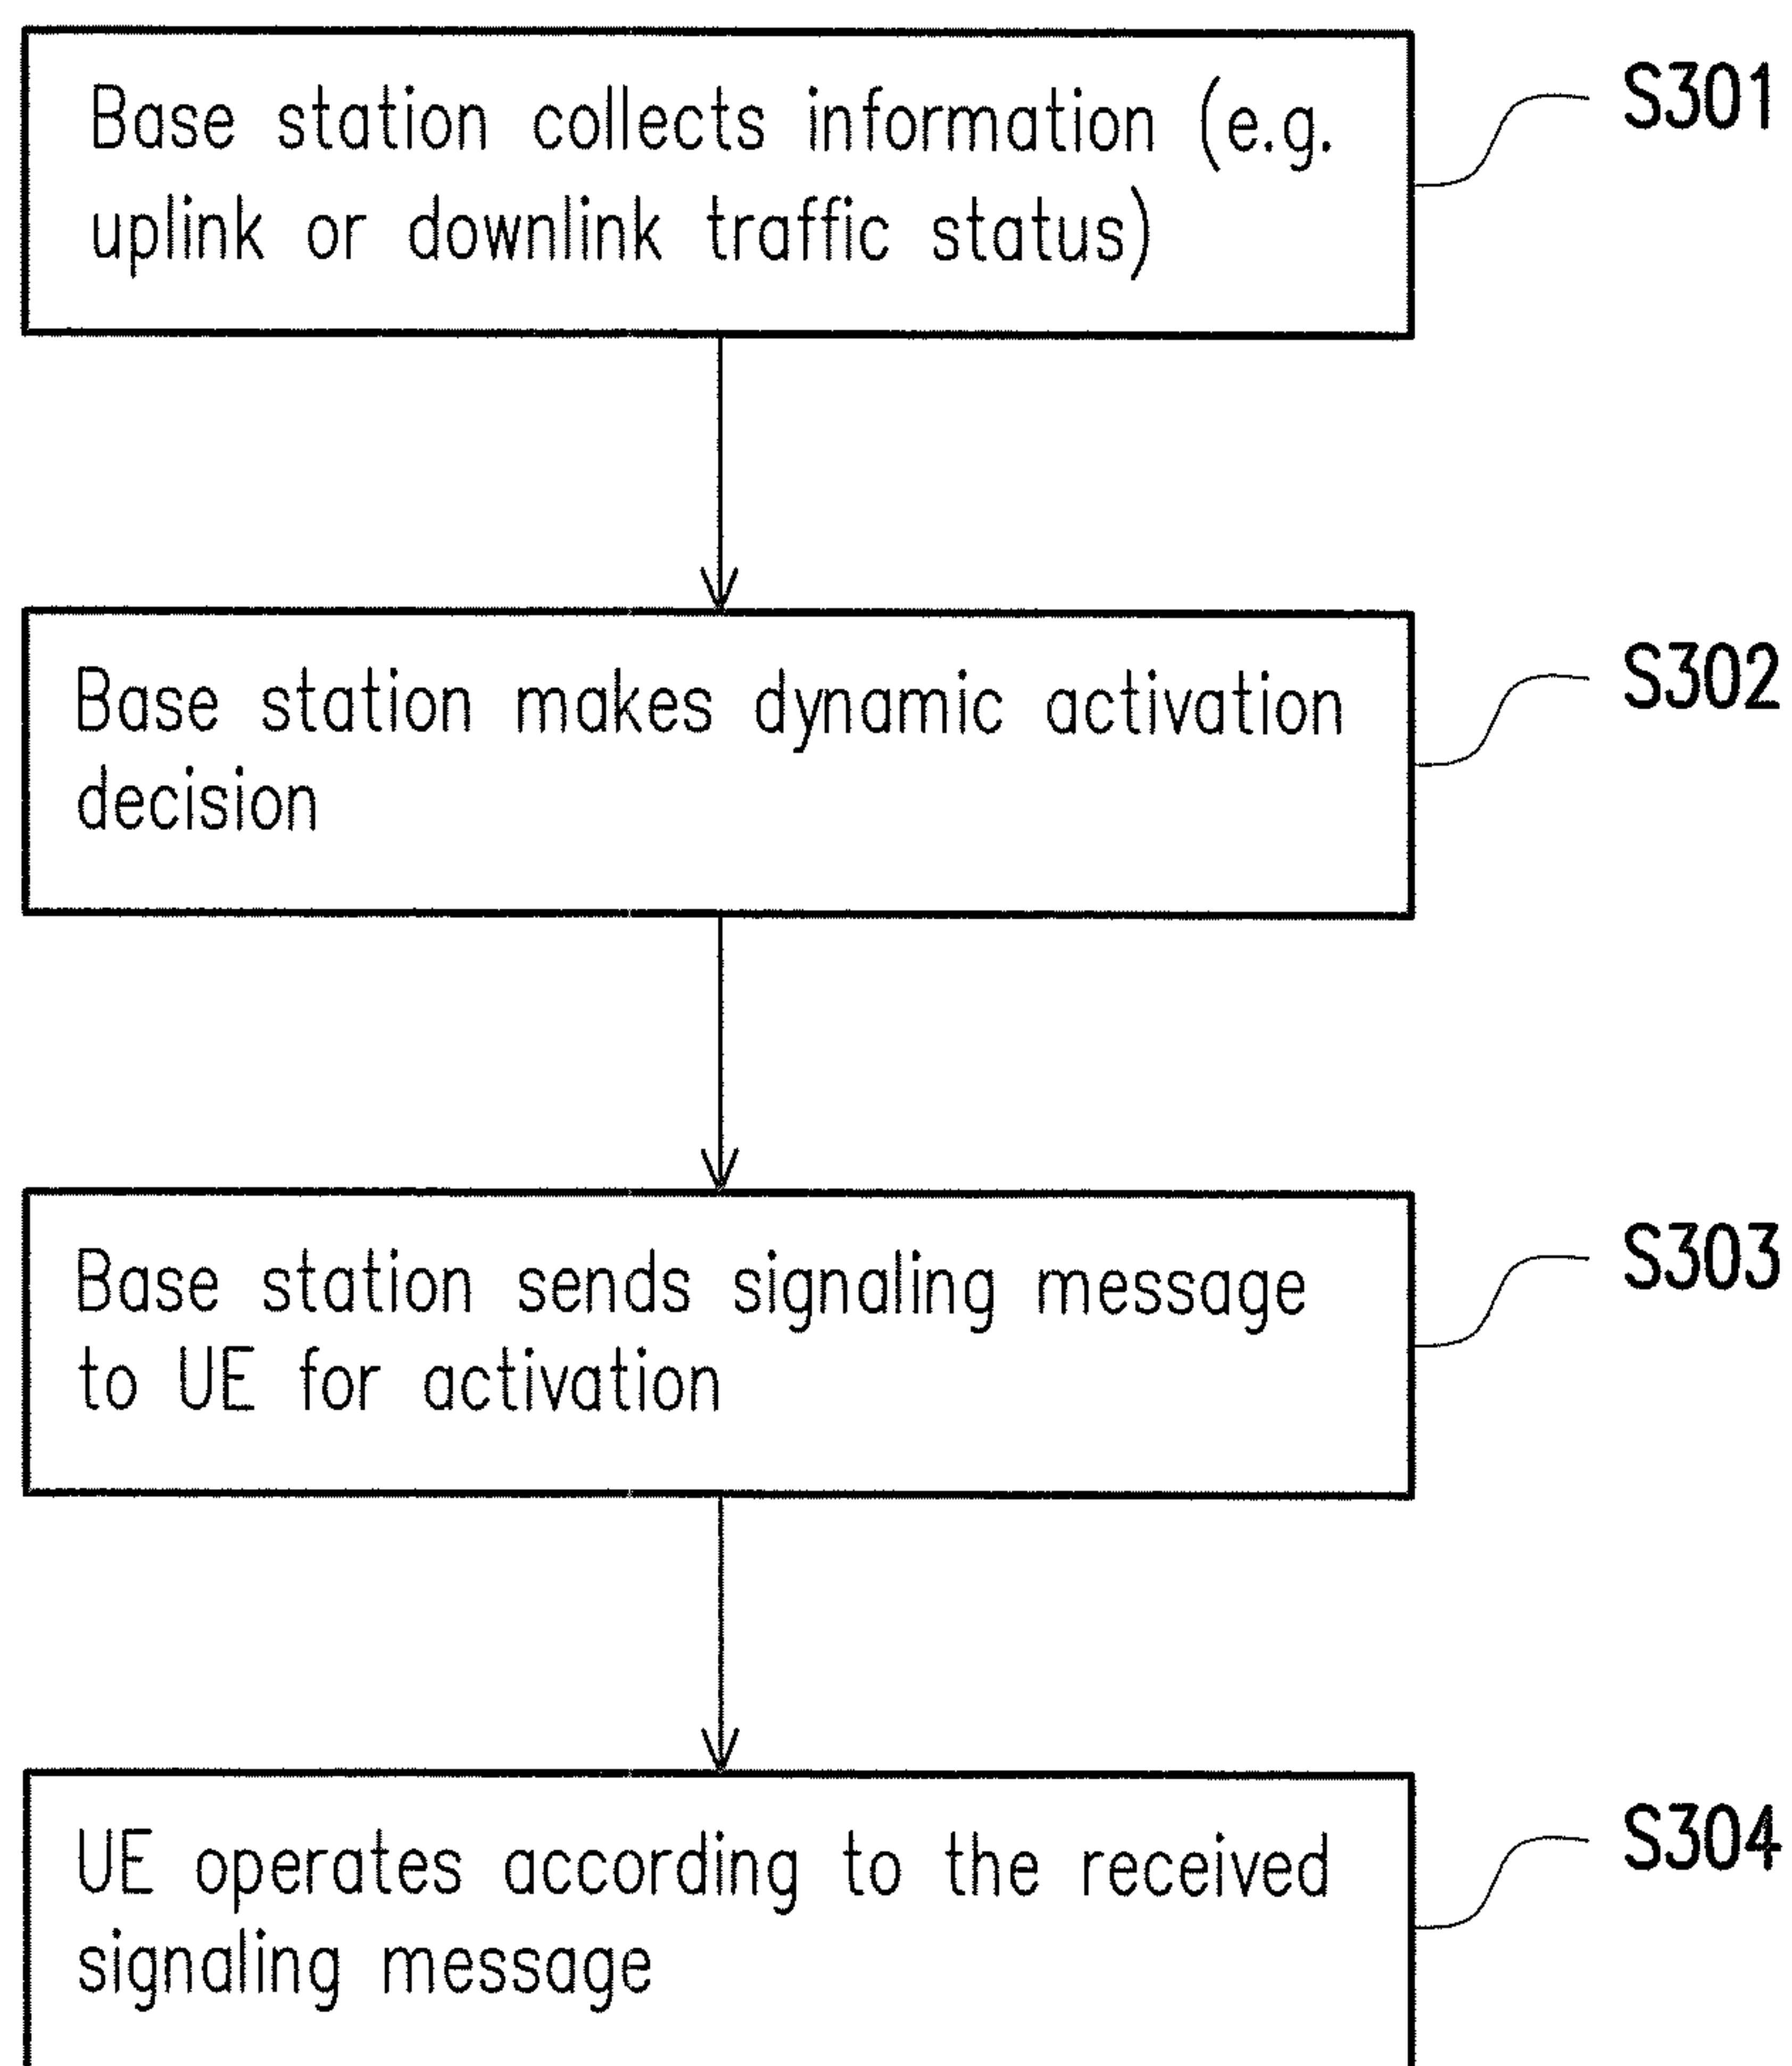 Base station collects information (e.g.
uplink or downlink traffic status)
S301
Base station makes dynamic activation
decision
S302
Base station sends signaling message
to UE for activation
S303
UE operates according to the received
signaling message
S304